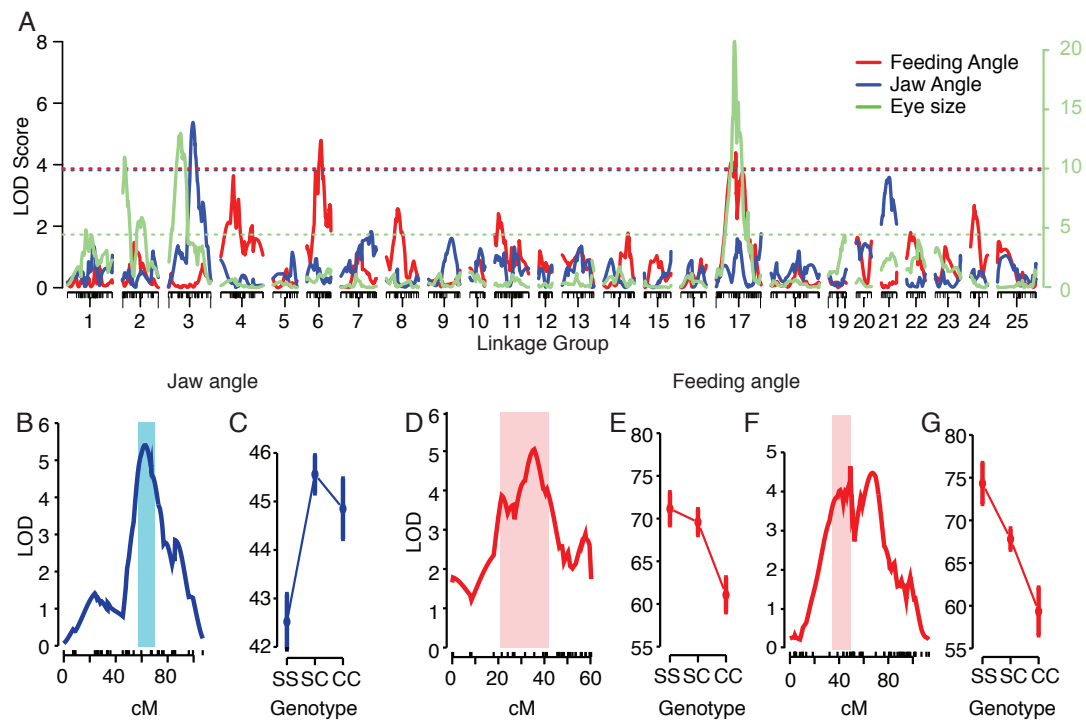 A
LOD Score
8
6
4
2
0
20
15
10
5
0
Feeding Angle
Jaw Angle
Eye size
1 2 3 4 5 6 7 8 9 10 11 12 13 14 15 16 17 18 19 20 21 22 23 24 25
Linkage Group
Jaw angle
Feeding angle
B
LOD
6
5
4
3
2
1
0
0 40 80
cM
C
46
45
44
43
42
SS SC CC
Genotype
D
LOD
6
5
4
3
2
1
0
0 20 40 60
cM
E
80
75
70
65
60
55
SS SC CC
Genotype
F
5
4
3
2
1
0
0 40 80
cM
G
80
75
70
65
60
55
SS SC CC
Genotype